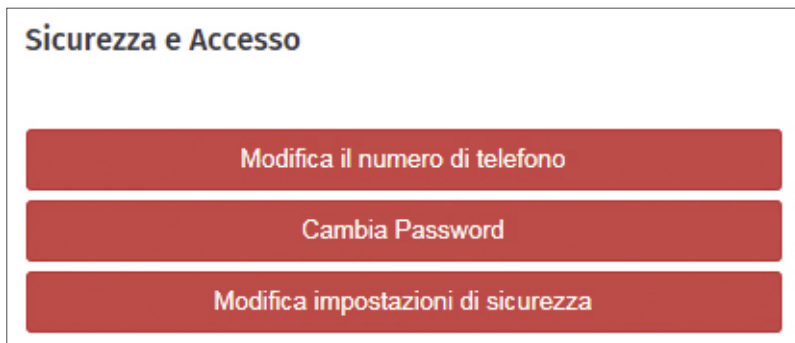 Sicurezza e Accesso
Modifica il numero di telefono
Cambia Password
Modifica impostazioni di sicurezza